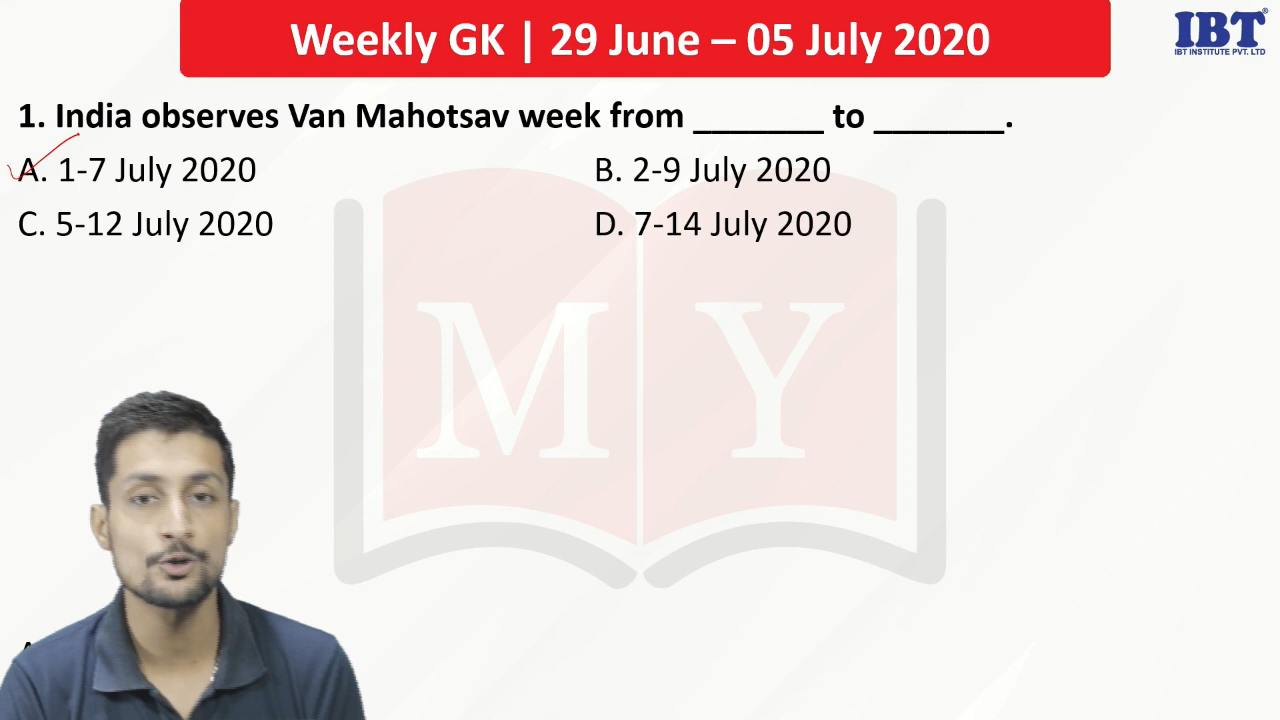 Weekly GK | 29 June – 05 July 2020
IBT
IBT INSTITUTE PVT. LTD
1. India observes Van Mahotsav week from _______ to _______.
A. 1-7 July 2020
B. 2-9 July 2020
C. 5-12 July 2020
D. 7-14 July 2020
M Y